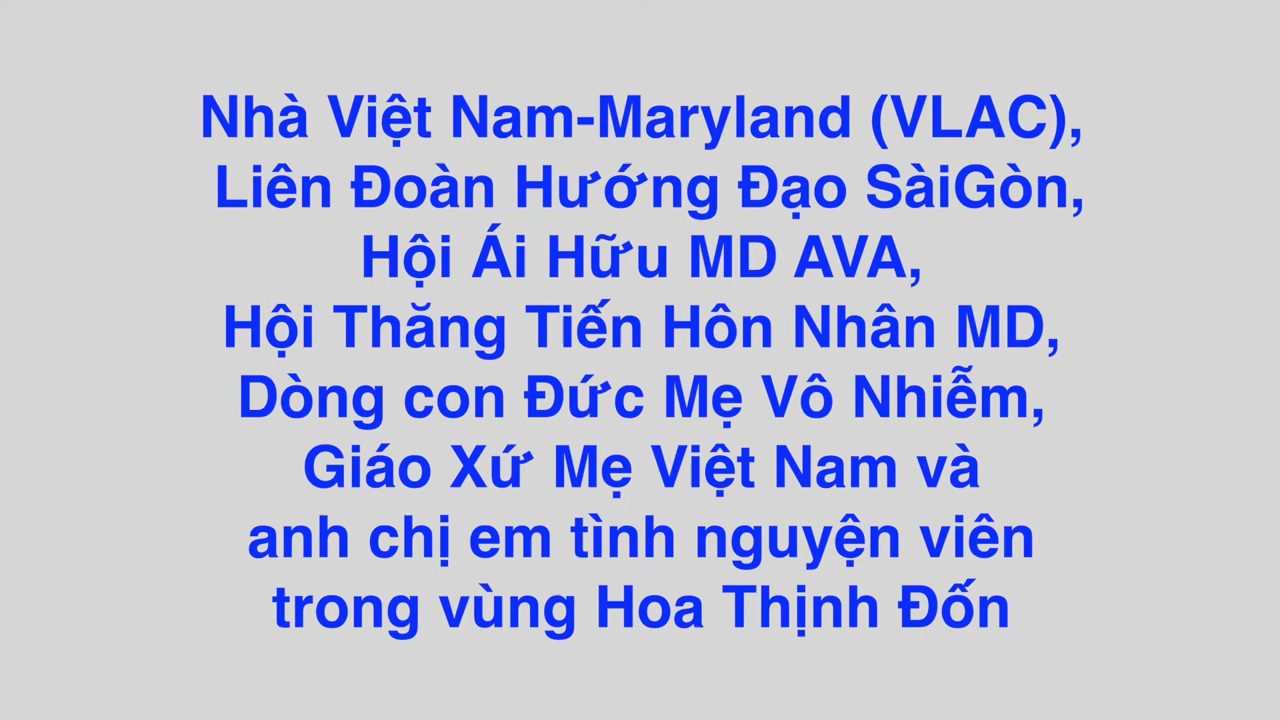 Nhà Việt Nam-Maryland (VLAC),
Liên Đoàn Hướng Đạo SàiGòn,
Hội Ái Hữu MD AVA,
Hội Thăng Tiến Hôn Nhân MD,
Dòng con Đức Mẹ Vô Nhiễm,
Giáo Xứ Mẹ Việt Nam và
anh chị em tình nguyện viên
trong vùng Hoa Thịnh Đốn